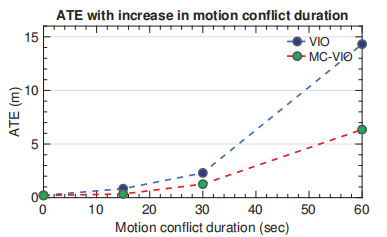 ATE with increase in motion conflict duration
15
10
5
0
ATE (m)
VIO
MC-VIO
0 10 20 30 40 50 60
Motion conflict duration (sec)